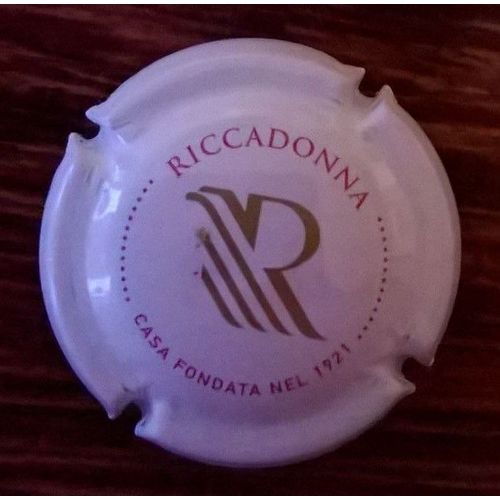 RICCADONNA
R
CASA FONDATA NEL 1921